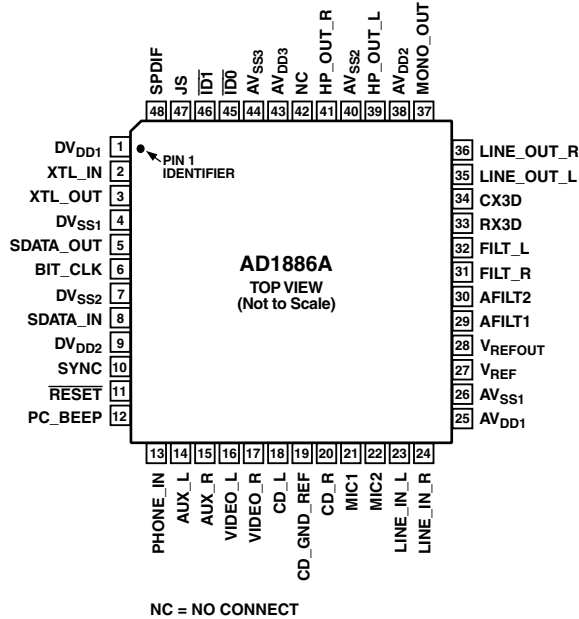 SPDIF
JS
ID1
ID0
AVSS3
AVDD3
NC
HP_OUT_R
AVSS2
HP_OUT_L
AVDD2
MONO_OUT
48 47 46 45 44 43 42 41 40 39 38 37
DVDD1 1
XTL_IN 2
XTL_OUT 3
DVSS1 4
SDATA_OUT 5
BIT_CLK 6
DVSS2 7
SDATA_IN 8
DVDD2 9
SYNC 10
RESET 11
PC_BEEP 12
PIN 1
IDENTIFIER
AD1886A
TOP VIEW
(Not to Scale)
36 LINE_OUT_R
35 LINE_OUT_L
34 CX3D
33 RX3D
32 FILT_L
31 FILT_R
30 AFILT2
29 AFILT1
28 VREFOUT
27 VREF
26 AVSS1
25 AVDD1
13 14 15 16 17 18 19 20 21 22 23 24
PHONE_IN
AUX_L
AUX_R
VIDEO_L
VIDEO_R
CD_L
CD_GND_REF
CD_R
MIC1
MIC2
LINE_IN_L
LINE_IN_R
NC = NO CONNECT